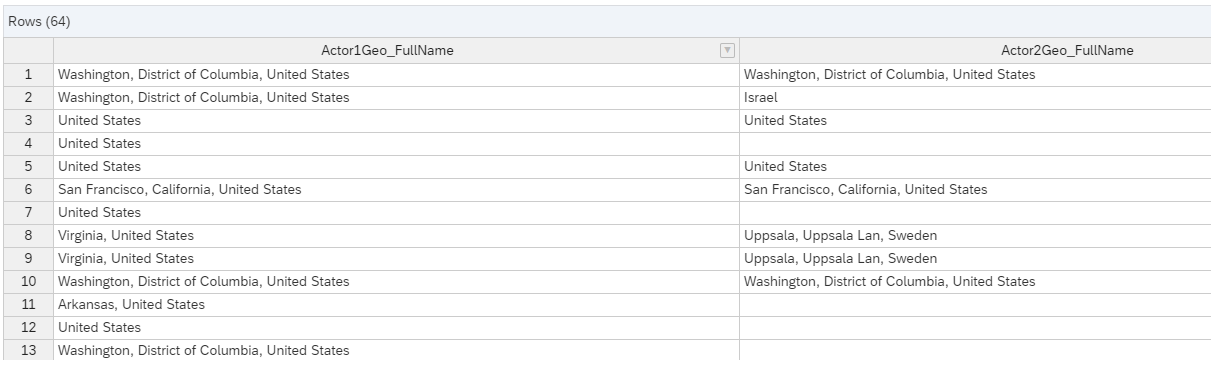 Rows (64)
Actor1Geo_FullName Actor2Geo_FullName
1 Washington, District of Columbia, United States Washington, District of Columbia, United States
2 Washington, District of Columbia, United States Israel
3 United States United States
4 United States
5 United States United States
6 San Francisco, California, United States San Francisco, California, United States
7 United States
8 Virginia, United States Uppsala, Uppsala Lan, Sweden
9 Virginia, United States Uppsala, Uppsala Lan, Sweden
10 Washington, District of Columbia, United States Washington, District of Columbia, United States
11 Arkansas, United States
12 United States
13 Washington, District of Columbia, United States